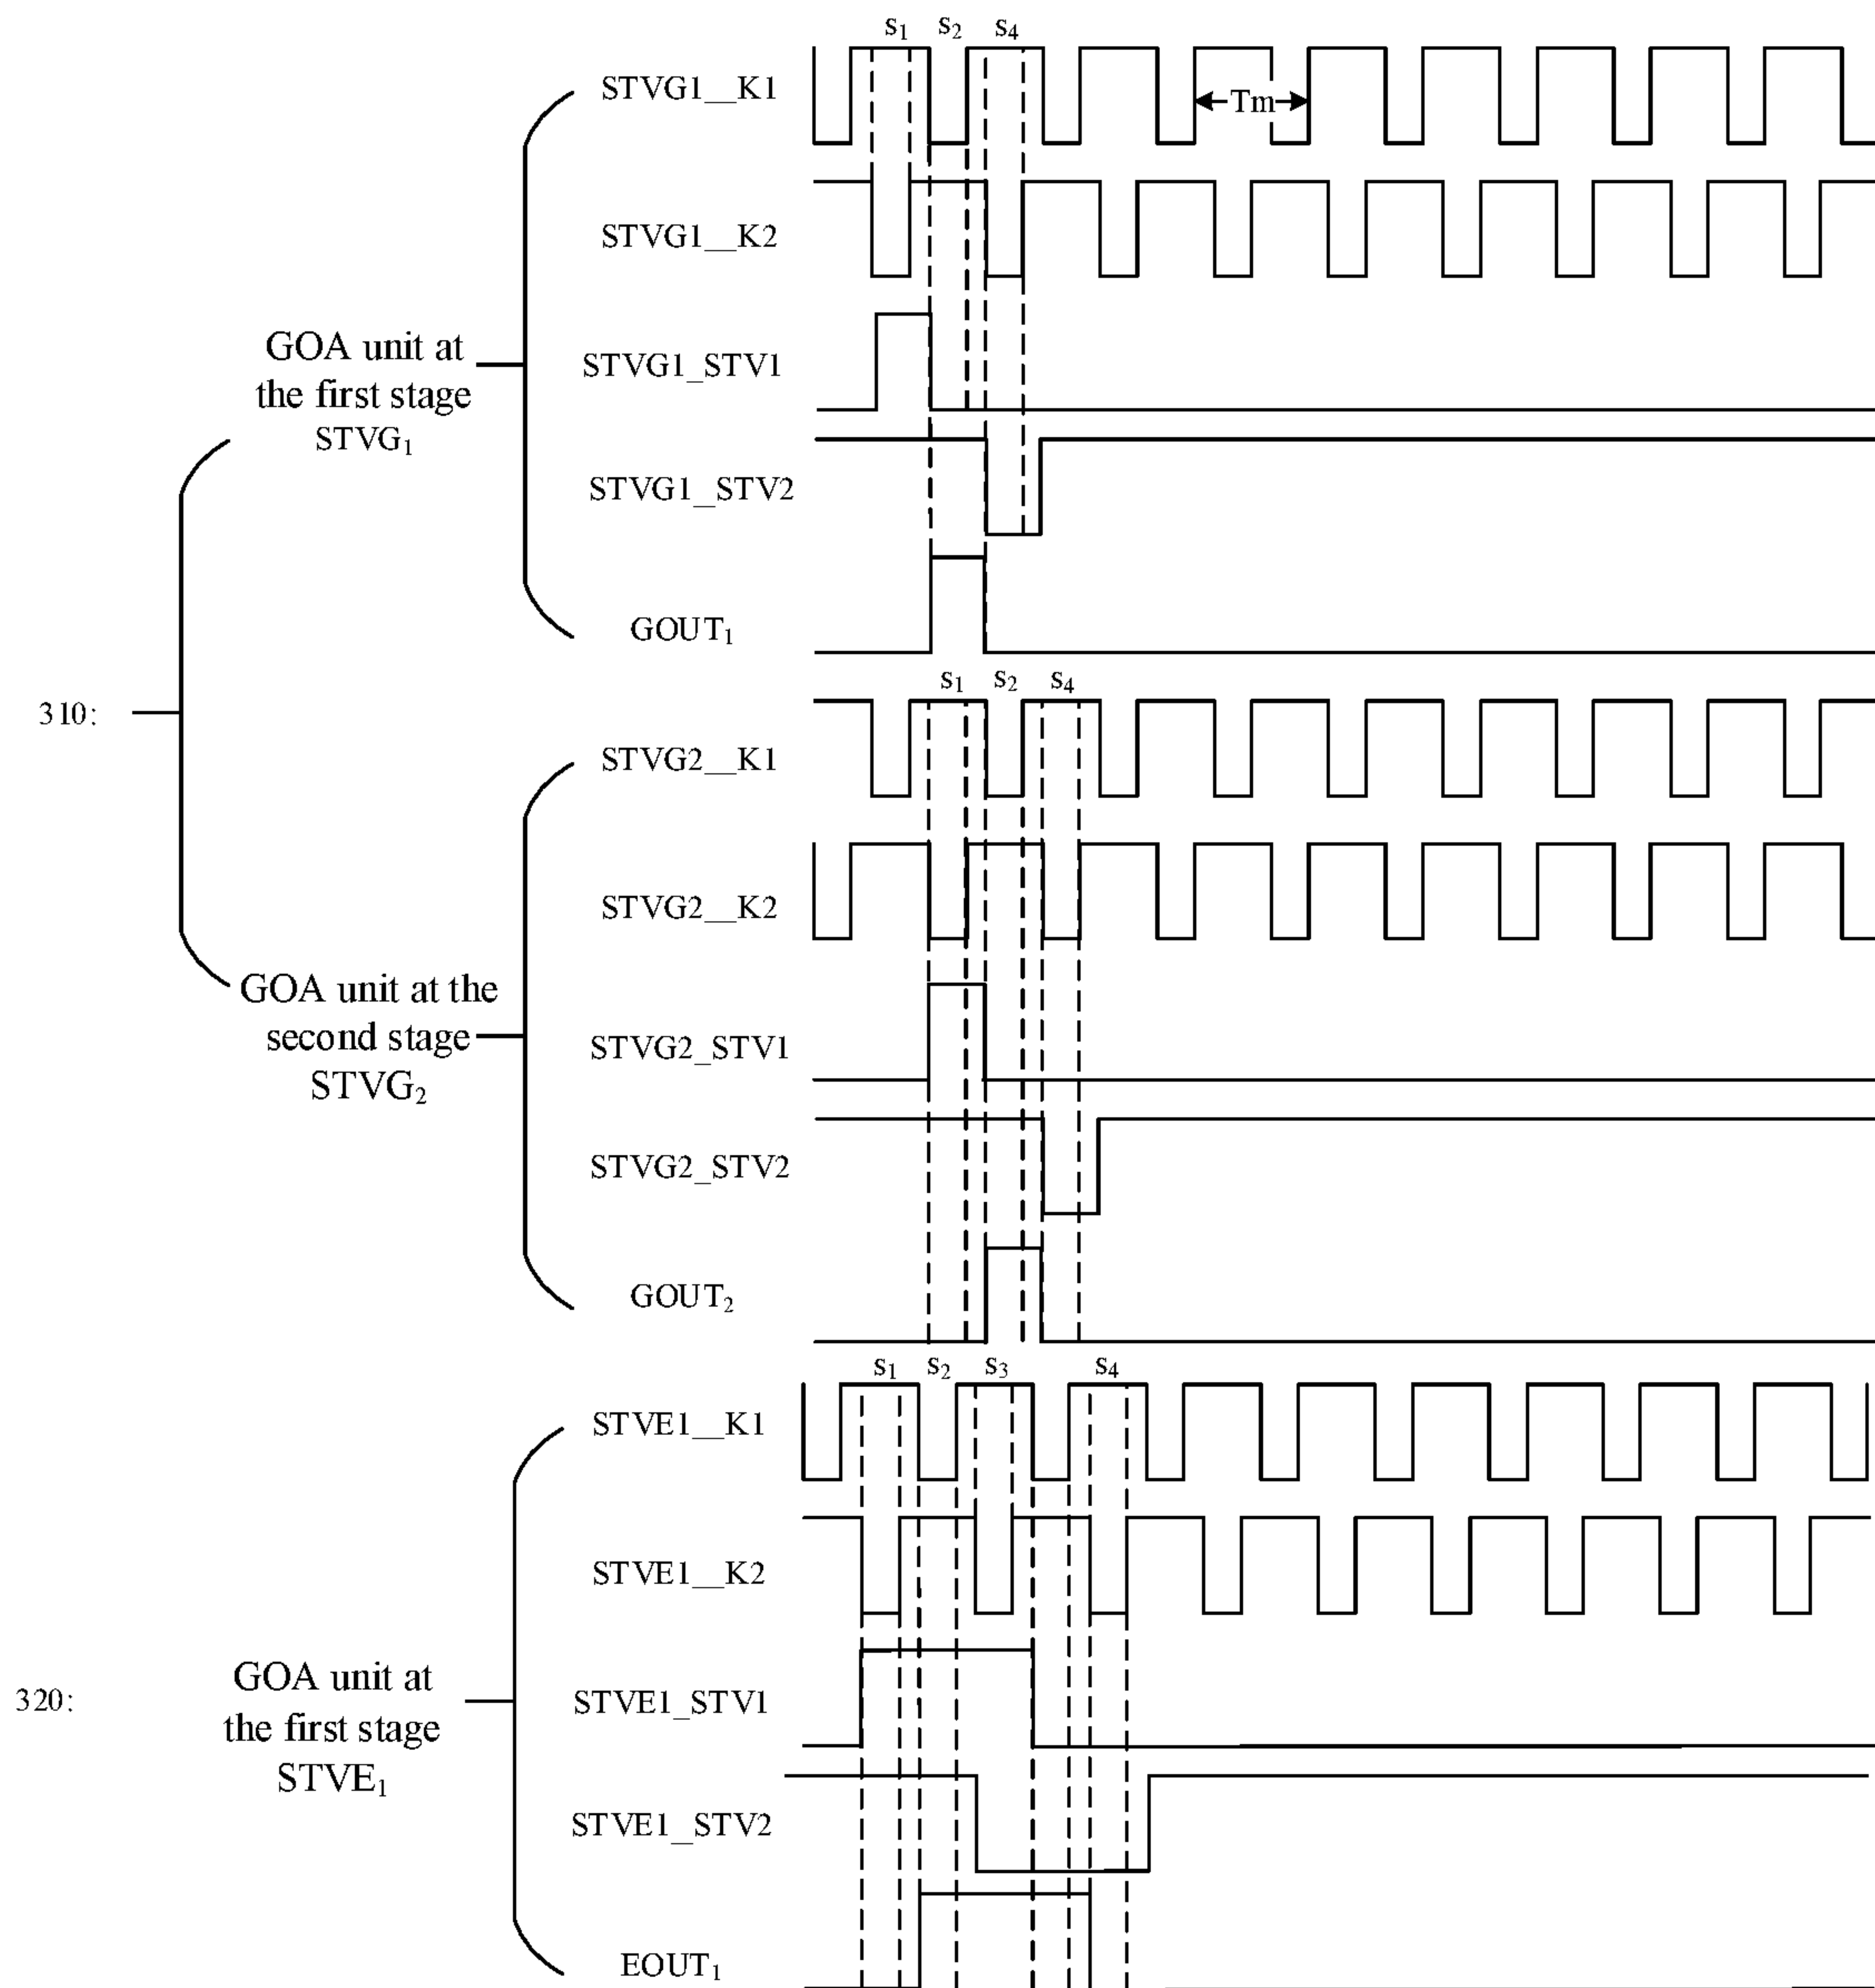 s1 s2 s4
STVG1__K1
Tm
STVG1__K2
GOA unit at
the first stage
STVG1
STVG1_STV1
STVG1__STV2
GOUT1
310:
s1 s2 s4
STVG2__K1
STVG2__K2
GOA unit at the
second stage
STVG2
STVG2_STV1
STVG2_STV2
GOUT2
s1 s2 s3 s4
STVE1__K1
STVE1__K2
320:
GOA unit at
the first stage
STVE1
STVE1_STV1
STVE1__STV2
EOUT1